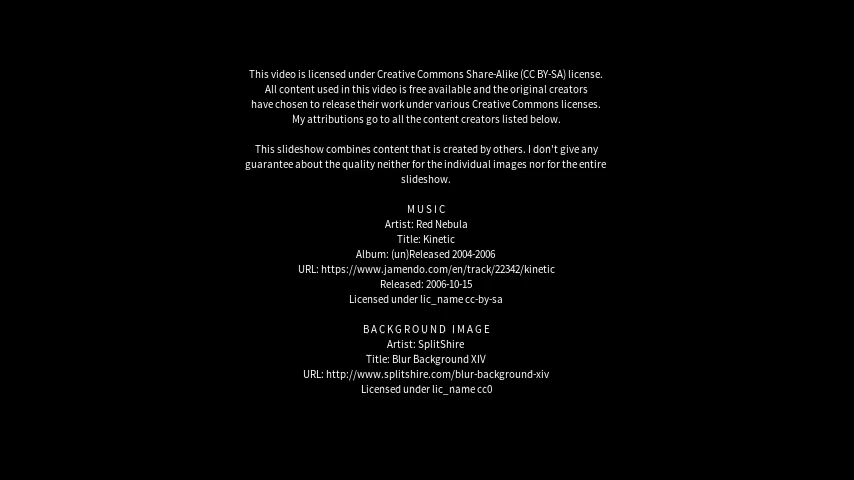 This video is licensed under Creative Commons Share-Alike (CC BY-SA) license.
All content used in this video is free available and the original creators
have chosen to release their work under various Creative Commons licenses.
My attributions go to all the content creators listed below.
This slideshow combines content that is created by others. I don't give any
guarantee about the quality neither for the individual images nor for the entire
slideshow.
MUSIC
Artist: Red Nebula
Title: Kinetic
Album: (un)Released 2004-2006
URL: https://www.jamendo.com/en/track/22342/kinetic
Released: 2006-10-15
Licensed under lic_name cc-by-sa
BACKGROUND IMAGE
Artist: SplitShire
Title: Blur Background XIV
URL: http://www.splitshire.com/blur-background-xiv
Licensed under lic_name cc0